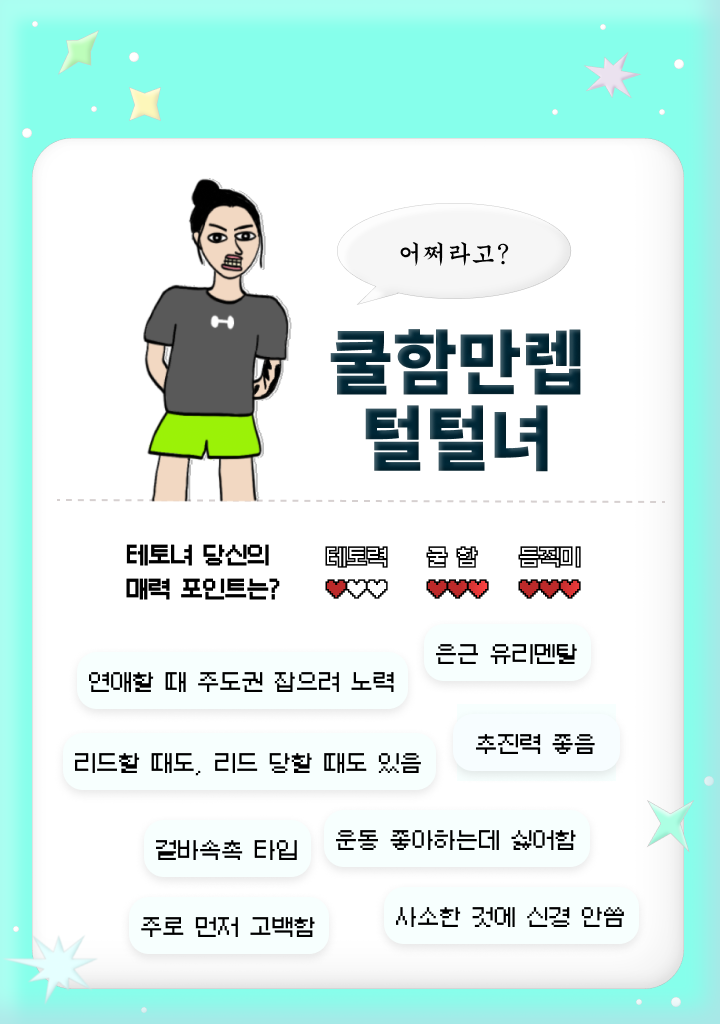 어쩌라고?
쿨함만렙
털털녀
테토녀 당신의
매력 포인트는?
테토력
쿨 함
듬직미
은근 유리멘탈
연애할 때 주도권 잡으려 노력
추진력 좋음
리드할 때도, 리드 당할 때도 있음
운동 좋아하는데 싫어함
겉바속촉 타입
사소한 것에 신경 안씀
주로 먼저 고백함